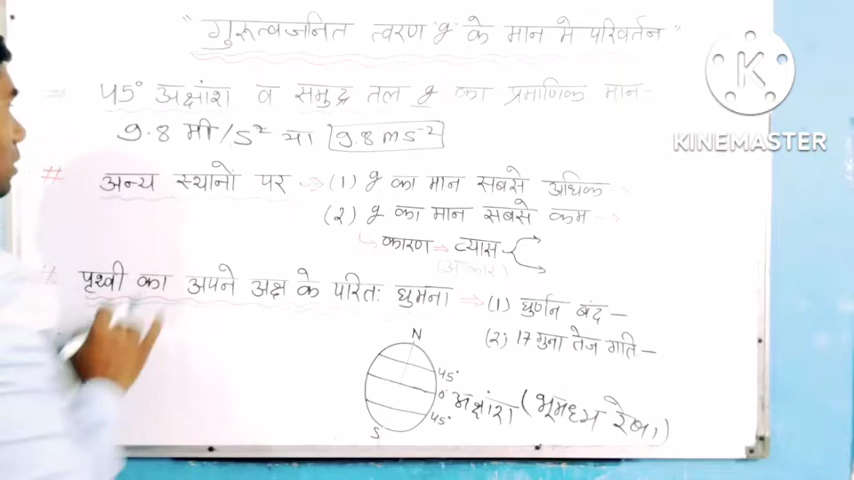 "गुरूत्वजनित त्वरण g के मान मे परिवर्तन"
⇒ 45° अक्षांश व समुद्र तल g का प्रमाणिक मान-
9.8 मी/s² या 9.8 ms⁻²
# अन्य स्थानों पर ⇒ (1) g का मान सबसे अधिक -
(2) g का मान सबसे कम -
↳ कारण ⇒ व्यास
(आकार)
# पृथ्वी का अपने अक्ष के परितः घुमना ⇒ (1) घुर्णन बंद -
(2) 17 गुना तेज गति -
N
45°
0° अक्षांश (भूमध्य रेखा)
45°
S
K
KINEMASTER